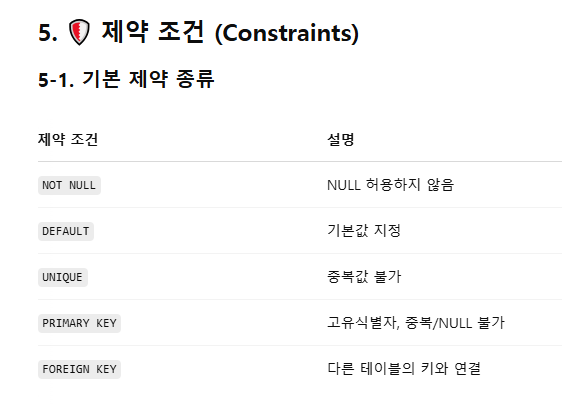 5. 🛡️ 제약 조건 (Constraints)
5-1. 기본 제약 종류
제약 조건 설명
NOT NULL NULL 허용하지 않음
DEFAULT 기본값 지정
UNIQUE 중복값 불가
PRIMARY KEY 고유식별자, 중복/NULL 불가
FOREIGN KEY 다른 테이블의 키와 연결